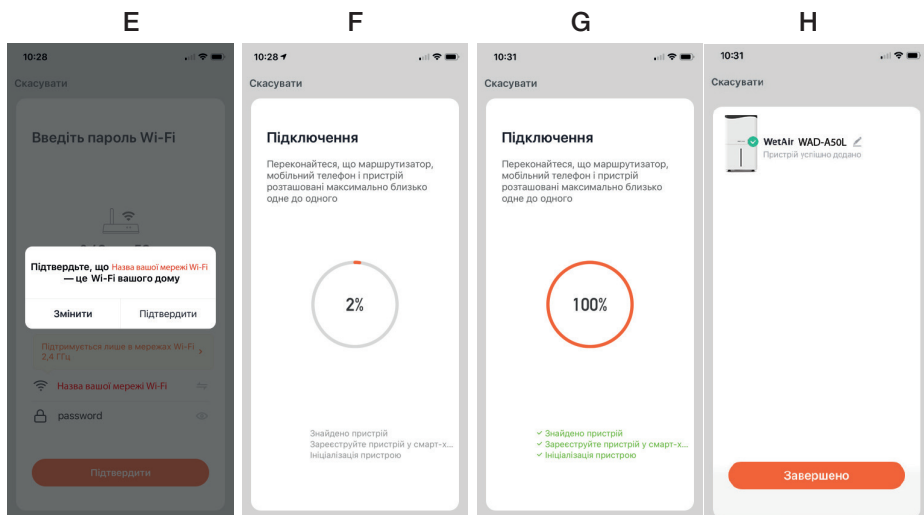 E
10:28
Скасувати
Введіть пароль Wi-Fi
Підтвердьте, що Назва вашої мережі Wi-Fi
— це Wi-Fi вашого дому
Змінити Підтвердити
Підтримується лише в мережах Wi-Fi
2,4 ГГц
Назва вашої мережі Wi-Fi
password
Підтвердити
F
10:28
Скасувати
Підключення
Переконайтеся, що маршрутизатор,
мобільний телефон і пристрій
розташовані максимально близько
одне до одного
2%
Знайдено пристрій
Зареєструйте пристрій у смарт-х...
Ініціалізація пристрою
G
10:31
Скасувати
Підключення
Переконайтеся, що маршрутизатор,
мобільний телефон і пристрій
розташовані максимально близько
одне до одного
100%
✓ Знайдено пристрій
✓ Зареєструйте пристрій у смарт-х...
✓ Ініціалізація пристрою
H
10:31
Скасувати
WetAir WAD-A50L
Пристрій успішно додано
Завершено